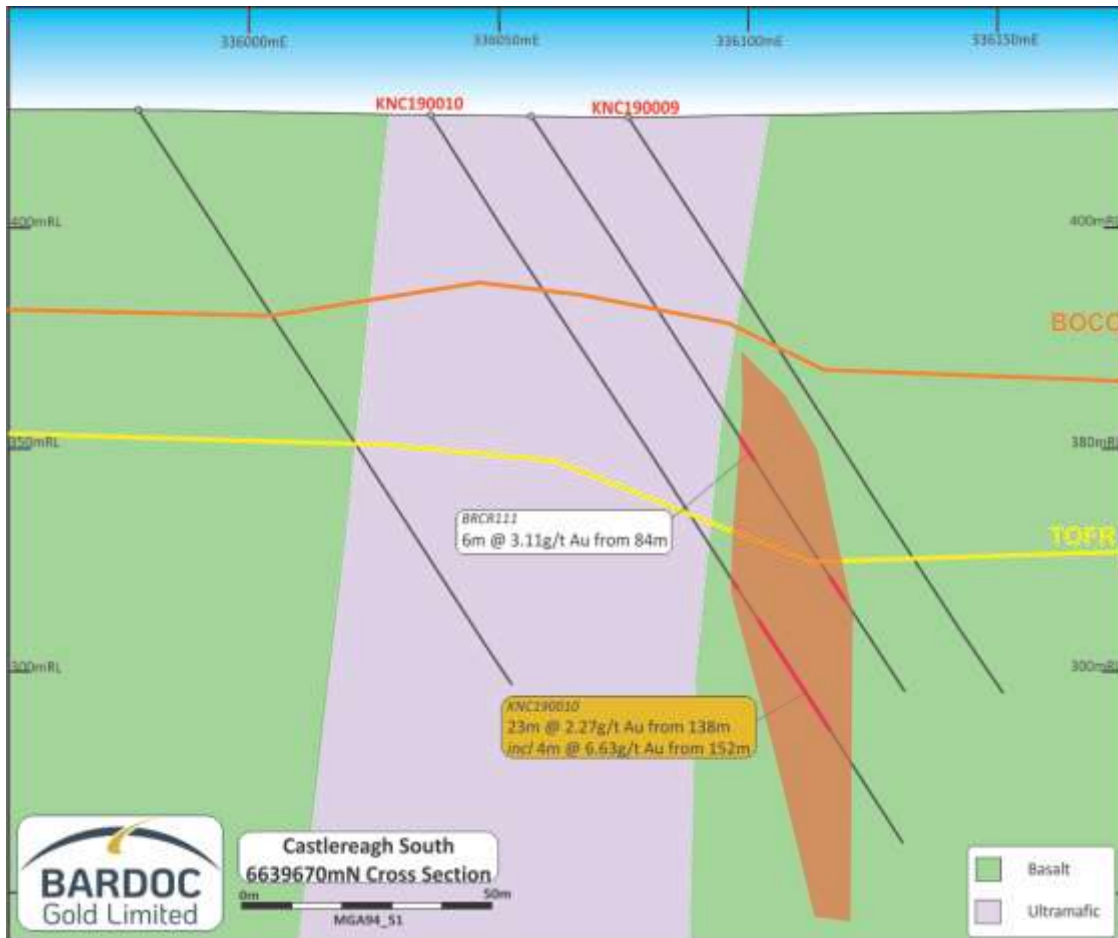 336000mE 336050mE 336100mE 336150mE
KNC190010 KNC190009
400mRL 400mRL
BOCO
350mRL 380mRL
BRCR111
6m @ 3.11g/t Au from 84m
TOFR
300mRL 300mRL
KNC190010
23m @ 2.27g/t Au from 138m
incl 4m @ 6.63g/t Au from 152m
BARDOC
Gold Limited
Castlereagh South
6639670mN Cross Section
0m 50m
MGA94_51
Basalt
Ultramafic